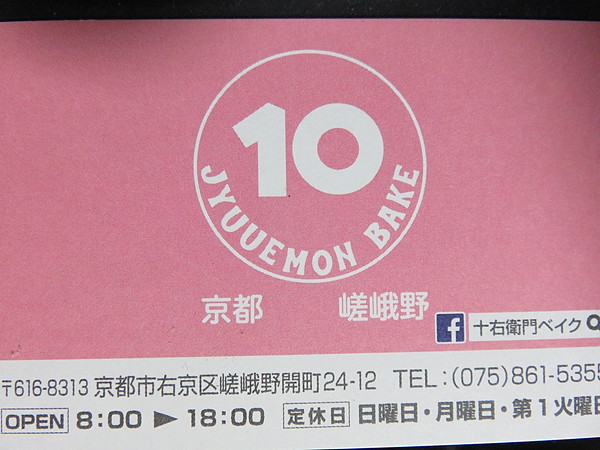 10
JYUUEMON BAKE
京都 嵯峨野
十右衛門ベイク
〒616-8313 京都市右京区嵯峨野開町24-12 TEL:(075)861-5355
OPEN 8:00 ▶ 18:00 定休日 日曜日・月曜日・第1火曜日